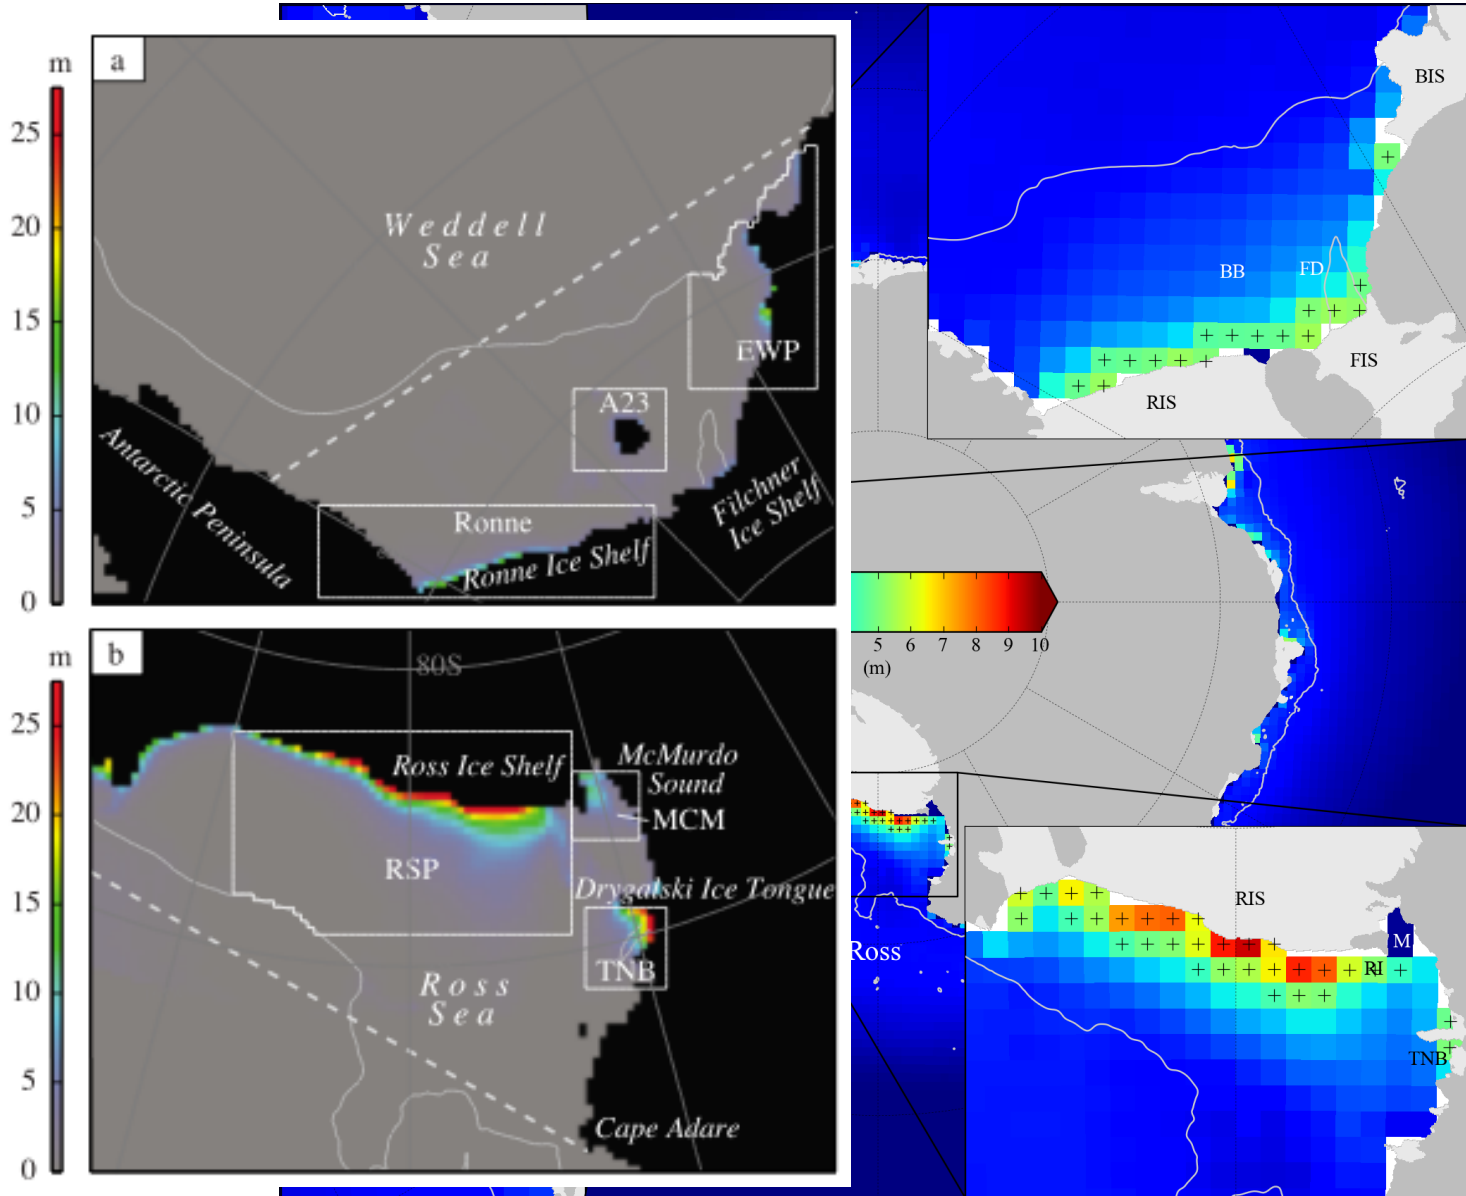 m
a
25
20
15
10
5
0
Weddell
Sea
EWP
A23
Antarctic Peninsula
Ronne
Ronne Ice Shelf
Filchner
Ice Shelf
m
b
25
20
15
10
5
0
80S
Ross Ice Shelf
McMurdo
Sound
MCM
RSP
Drygalski Ice Tongue
TNB
Ross
Sea
Cape Adare
BIS
BB
FD
FIS
RIS
5 6 7 8 9 10
(m)
Ross
RIS
M
RI
TNB